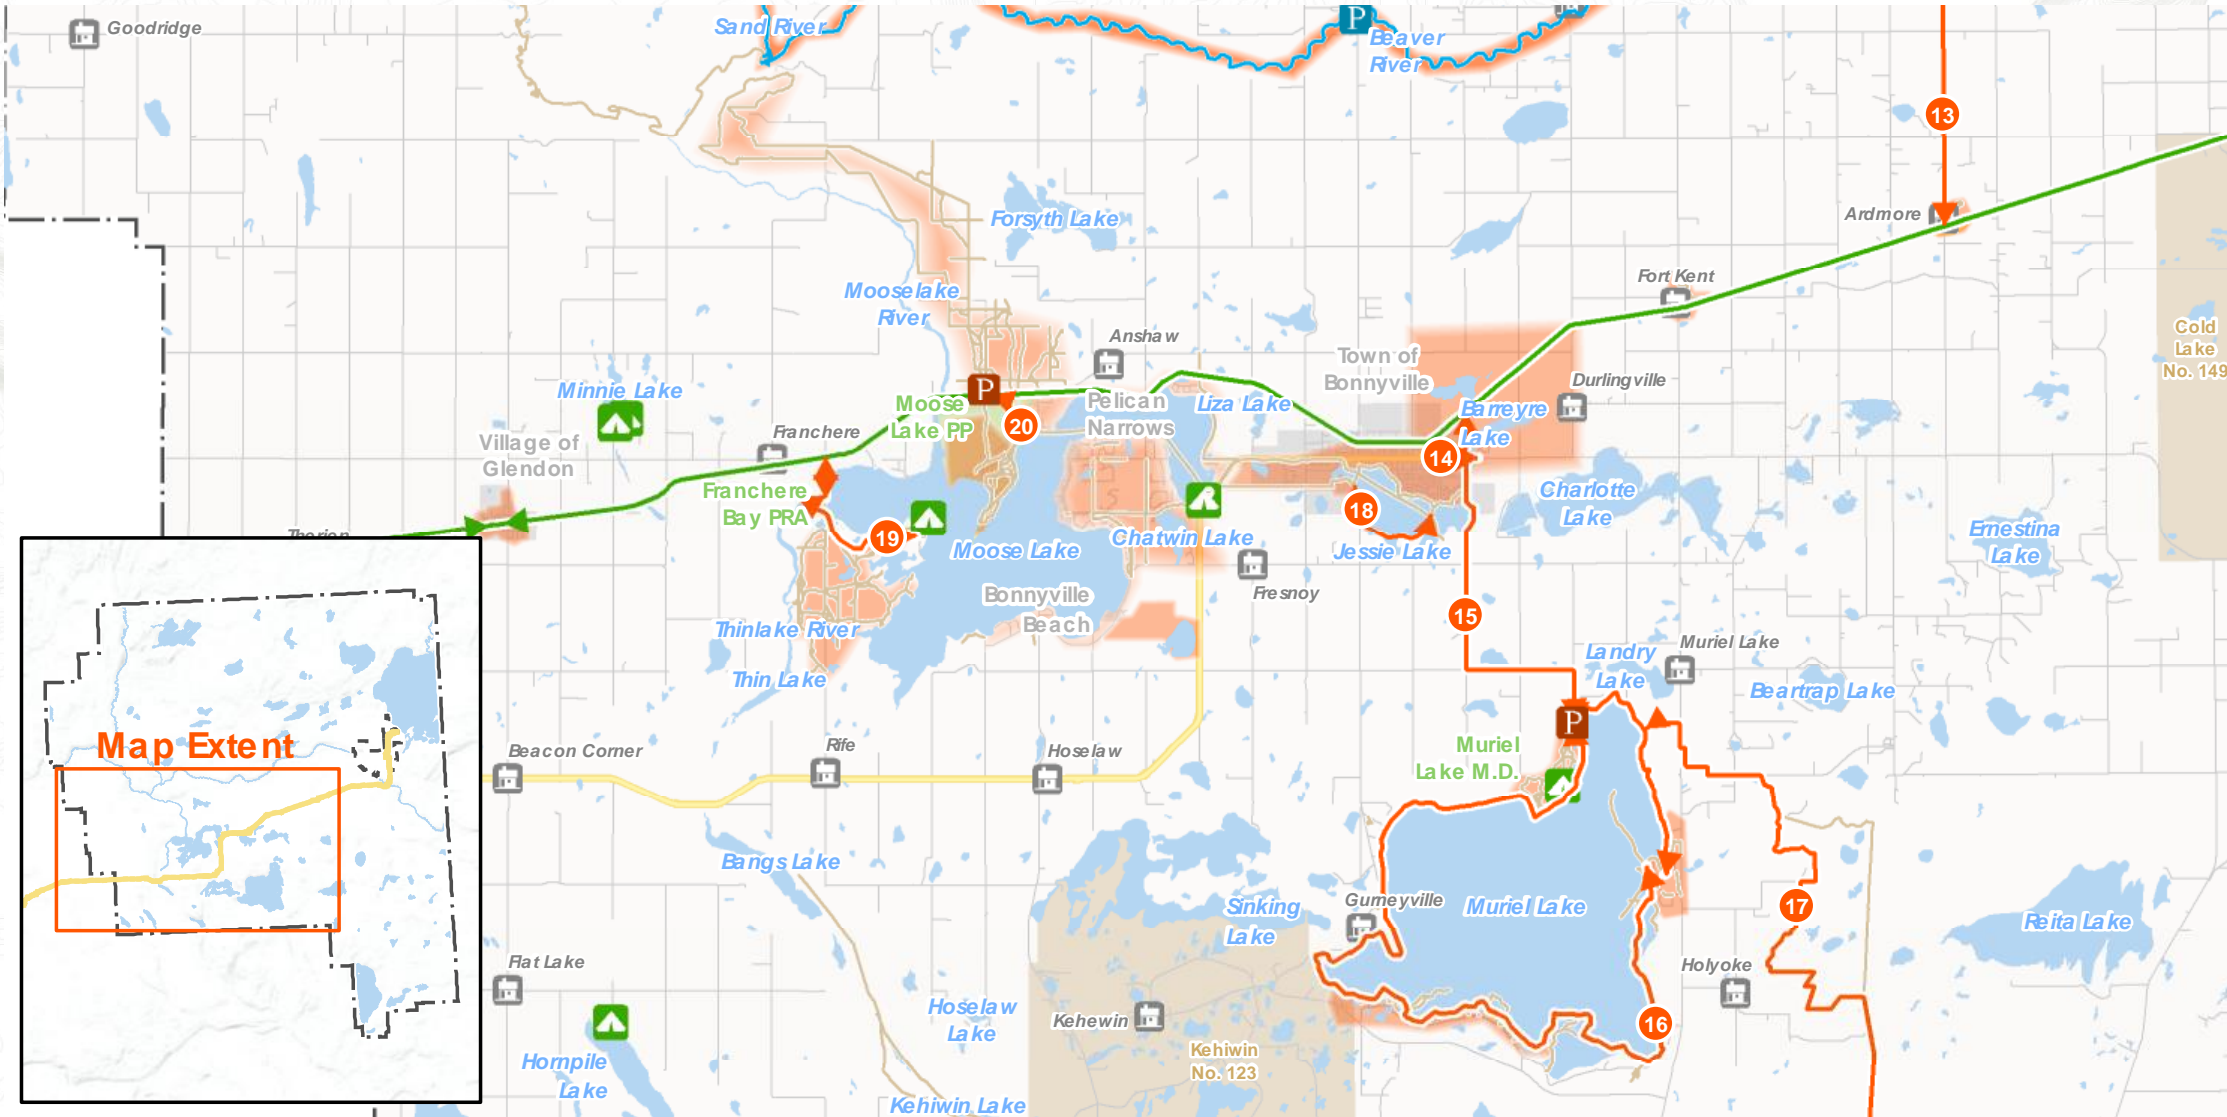 Goodridge
Sand River
P
Beaver
River
13
Ardmore
Forsyth Lake
Fort Kent
Mooselake
River
Cold
Lake
No. 149
Anshaw
Town of
Bonnyville
Durlingville
Minnie Lake
P
Moose
Lake PP
20
Pelican
Narrows
Liza Lake
Barreyre
Lake
Village of
Glendon
Franchere
14
Franchere
Bay PRA
18
Charlotte
Lake
19
Moose Lake
Chatwin Lake
Jessie Lake
Ernestina
Lake
Therien
Bonnyville
Beach
Fresnoy
15
Thinlake River
Thin Lake
Landry
Lake
Muriel Lake
Beartrap Lake
P
Map Extent
Beacon Corner
Rife
Hoselaw
Muriel
Lake M.D.
Bangs Lake
Sinking
Lake
Gurneyville
Muriel Lake
17
Reita Lake
Flat Lake
Holyoke
Hoselaw
Lake
Kehewin
16
Kehiwin
No. 123
Hornpile
Lake
Kehiwin Lake